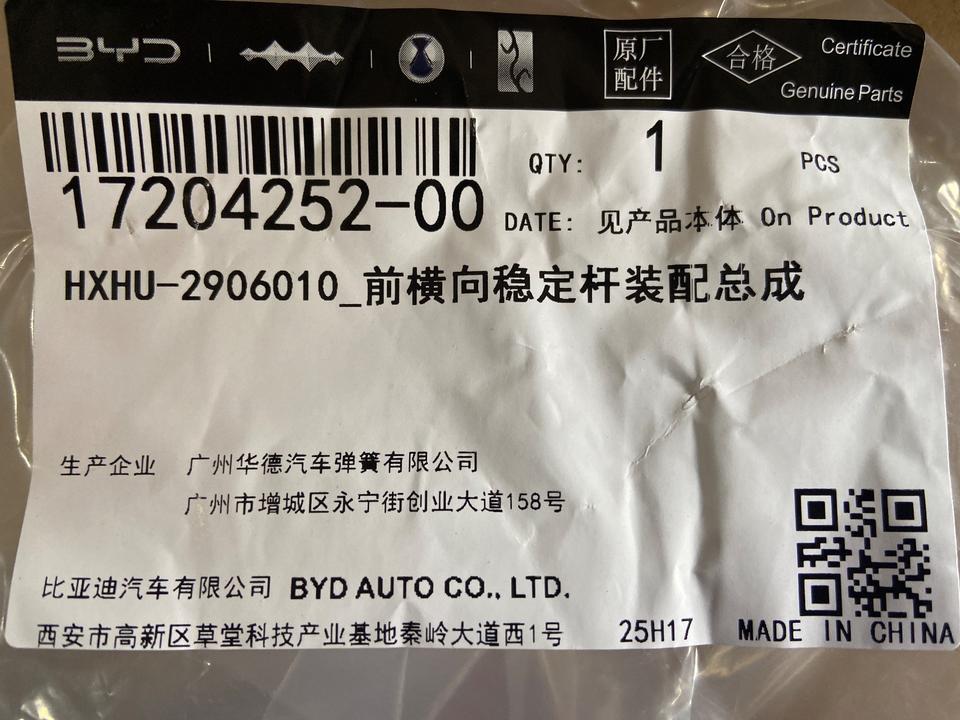 BYD
原厂
配件
合格
Certificate
Genuine Parts
17204252-00
QTY: 1 PCS
DATE: 见产品本体 On Product
HXHU-2906010_前横向稳定杆装配总成
生产企业 广州华德汽车弹簧有限公司
广州市增城区永宁街创业大道158号
比亚迪汽车有限公司 BYD AUTO CO., LTD.
西安市高新区草堂科技产业基地秦岭大道西1号 25H17 MADE IN CHINA